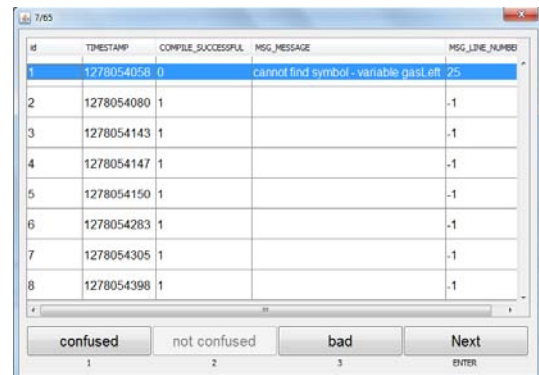 7/65
id TIMESTAMP COMPILE_SUCCESSFUL MSG_MESSAGE MSG_LINE_NUMBE
1 1278054058 0 cannot find symbol - variable gasLeft 25
2 1278054080 1 -1
3 1278054143 1 -1
4 1278054147 1 -1
5 1278054150 1 -1
6 1278054283 1 -1
7 1278054305 1 -1
8 1278054398 1 -1
confused not confused bad Next
1 2 3 ENTER